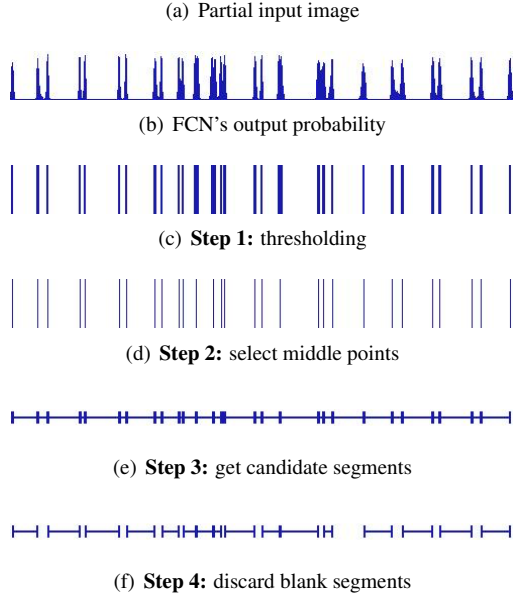 (a) Partial input image
(b) FCN's output probability
(c) Step 1: thresholding
(d) Step 2: select middle points
(e) Step 3: get candidate segments
(f) Step 4: discard blank segments